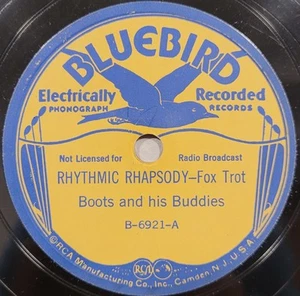 BLUEBIRD
Electrically Recorded
PHONOGRAPH RECORDS
Not Licensed for Radio Broadcast
RHYTHMIC RHAPSODY—Fox Trot
Boots and his Buddies
B-6921-A
RCA
©RCA Manufacturing Co., Inc., Camden, N.J., U.S.A.